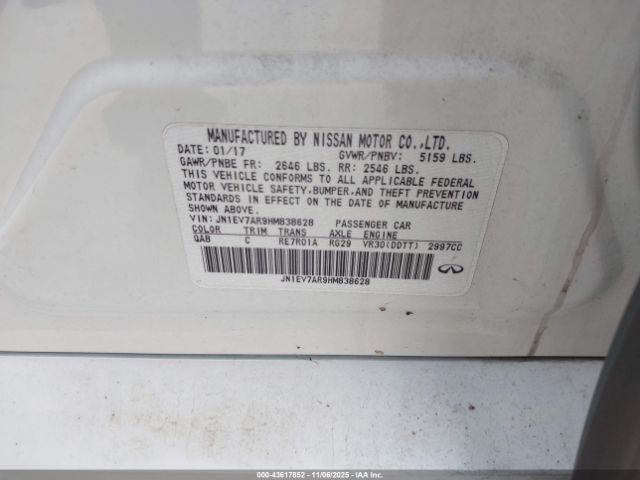 MANUFACTURED BY NISSAN MOTOR CO.,LTD.
DATE: 01/17 GVWR/PNBV: 5159 LBS.
GAWR/PNBE FR: 2646 LBS. RR: 2546 LBS.
THIS VEHICLE CONFORMS TO ALL APPLICABLE FEDERAL
MOTOR VEHICLE SAFETY,BUMPER,AND THEFT PREVENTION
STANDARDS IN EFFECT ON THE DATE OF MANUFACTURE
SHOWN ABOVE.
VIN: JN1EV7AR9HM838628 PASSENGER CAR
COLOR TRIM TRANS AXLE ENGINE
QAB C RE7R01A RG29 VR30(DDTT) 2997CC
JN1EV7AR9HM838628
INFINITI
000-43617852 - 11/06/2025 - IAA Inc.